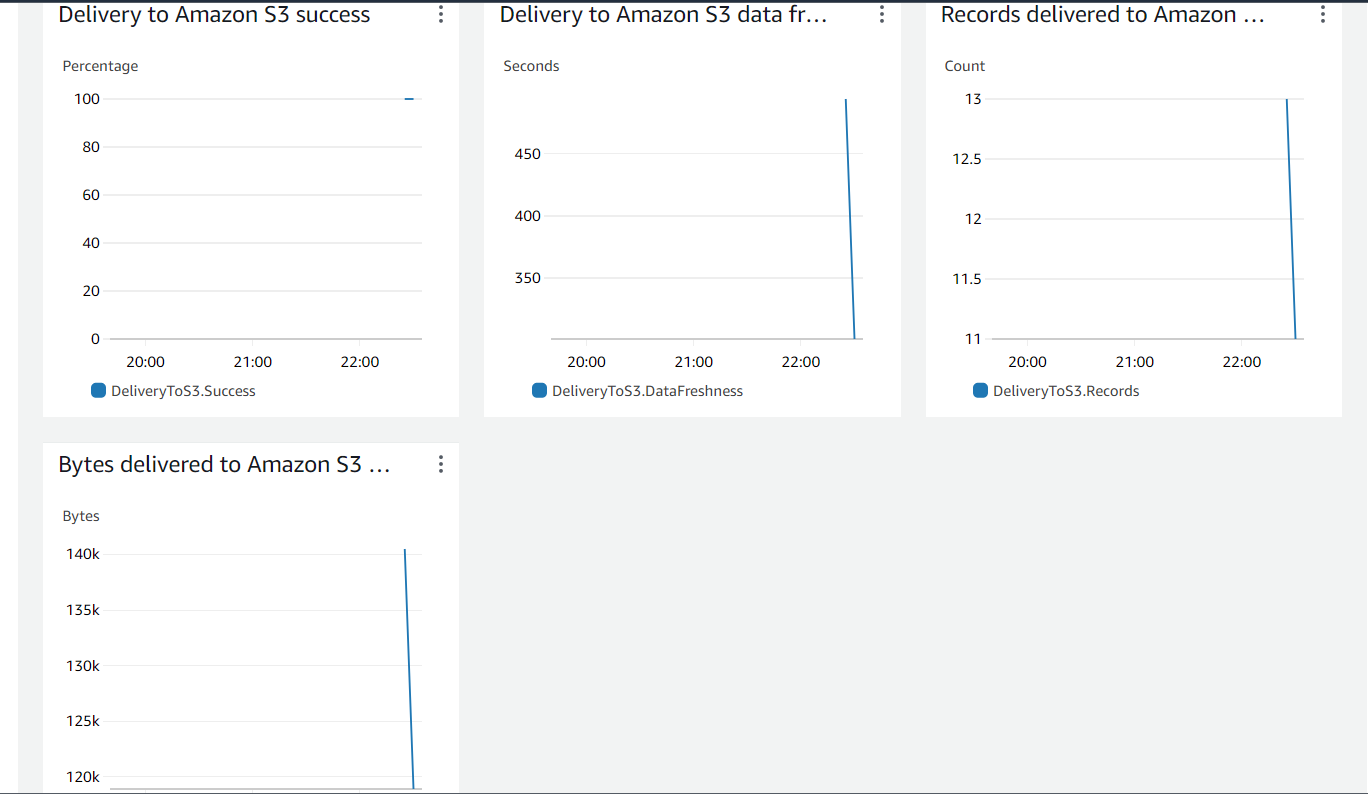 Delivery to Amazon S3 success
Percentage
100
80
60
40
20
0
20:00 21:00 22:00
DeliveryToS3.Success
Delivery to Amazon S3 data fr...
Seconds
450
400
350
20:00 21:00 22:00
DeliveryToS3.DataFreshness
Records delivered to Amazon ...
Count
13
12.5
12
11.5
11
20:00 21:00 22:00
DeliveryToS3.Records
Bytes delivered to Amazon S3 ...
Bytes
140k
135k
130k
125k
120k